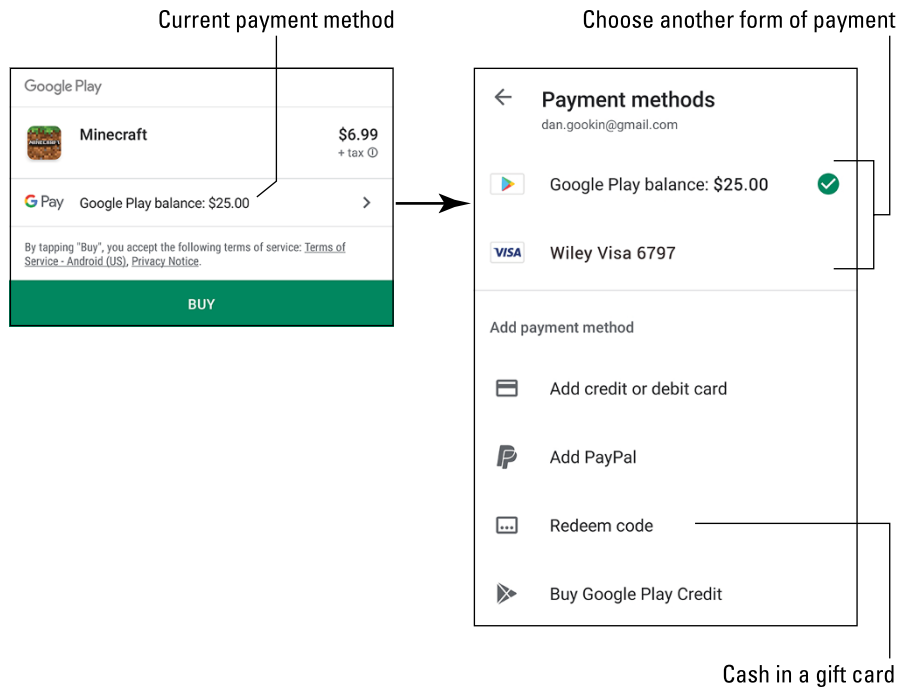 Current payment method
Choose another form of payment
Google Play
Minecraft
MINECRAFT
$6.99
+ tax
G Pay
Google Play balance: $25.00
By tapping "Buy", you accept the following terms of service: Terms of
Service - Android (US), Privacy Notice.
BUY
Payment methods
dan.gookin@gmail.com
Google Play balance: $25.00
VISA
Wiley Visa 6797
Add payment method
Add credit or debit card
Add PayPal
Redeem code
Buy Google Play Credit
Cash in a gift card